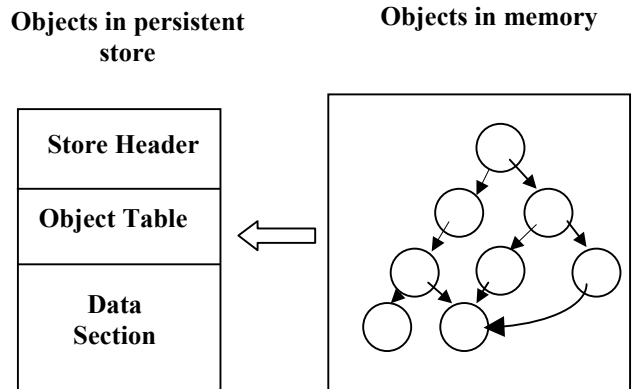 Objects in persistent
store
Objects in memory
Store Header
Object Table
Data
Section